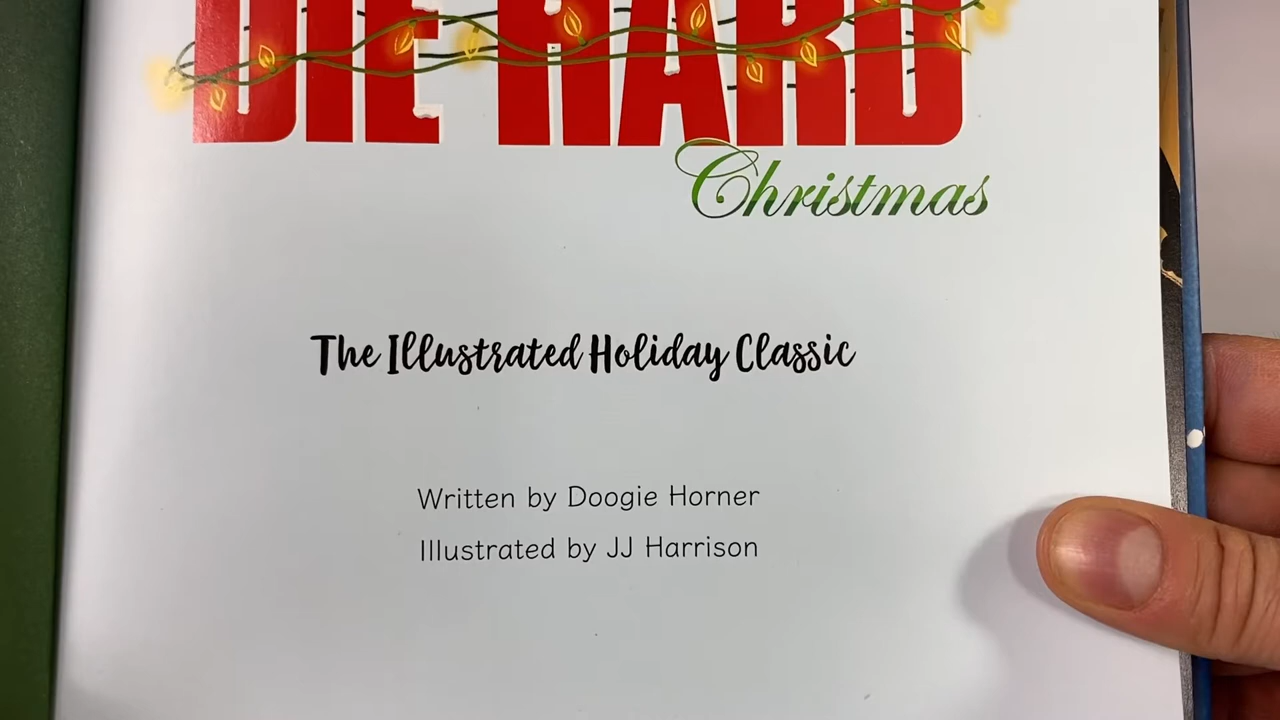 DIE HARD
Christmas
The Illustrated Holiday Classic
Written by Doogie Horner
Illustrated by JJ Harrison